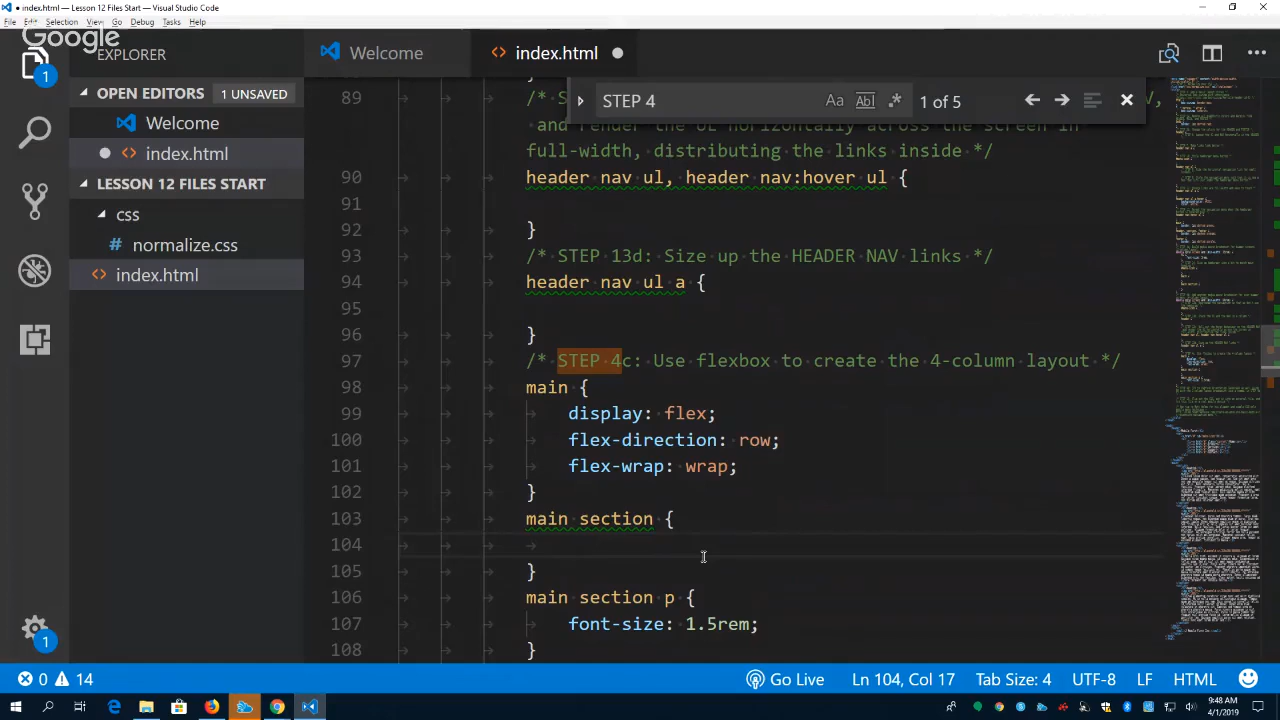 index.html — Lesson 12 Files Start — Visual Studio Code
File Edit Selection View Go Debug Tasks Help
Google
EXPLORER
Welcome
index.html
OPEN EDITORS 1 UNSAVED
Welcome
index.html
LESSON 12 FILES START
css
normalize.css
index.html
STEP 4
1 of 5
89 /* S
and render the UL horizontally across the screen in
full-width, distributing the links inside */
90 header nav ul, header nav:hover ul {
91
92 }
93 /* STEP 13d: Size up the HEADER NAV links */
94 header nav ul a {
95
96 }
97 /* STEP 4c: Use flexbox to create the 4-column layout */
98 main {
99 display: flex;
100 flex-direction: row;
101 flex-wrap: wrap;
102 }
103 main section {
104
105 }
106 main section p {
107 font-size: 1.5rem;
108 }
1
1
0 14
Go Live
Ln 104, Col 17
Tab Size: 4
UTF-8
LF
HTML
9:48 AM
4/1/2019